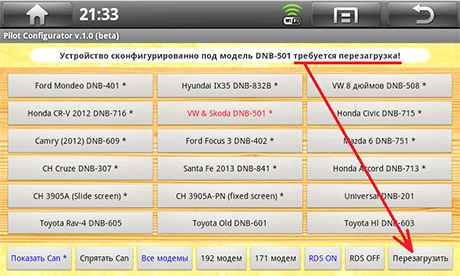 21:33
WiFi
Pilot Configurator v.1.0 (beta)
Устройство сконфигурированно под модель DNB-501 требуется перезагрузка!
Ford Mondeo DNB-401 * Hyundai IX35 DNB-832B * VW 8 дюймов DNB-508 *
Honda CR-V 2012 DNB-716 * VW & Skoda DNB-501 * Honda Civic DNB-715 *
Camry (2012) DNB-609 * Ford Focus 3 DNB-402 * Mazda 6 DNB-751 *
CH Cruze DNB-307 * Santa Fe 2013 DNB-841 * Honda Accord DNB-713 *
CH 3905A (Slide screen) * CH 3905A-PN (fixed screen) * Universal DNB-201
Toyota Rav-4 DNB-605 Toyota Old DNB-601 Toyota Hl DNB-603
Показать Can * Спрятать Can Все модемы 192 модем 171 модем RDS ON RDS OFF Перезагрузить